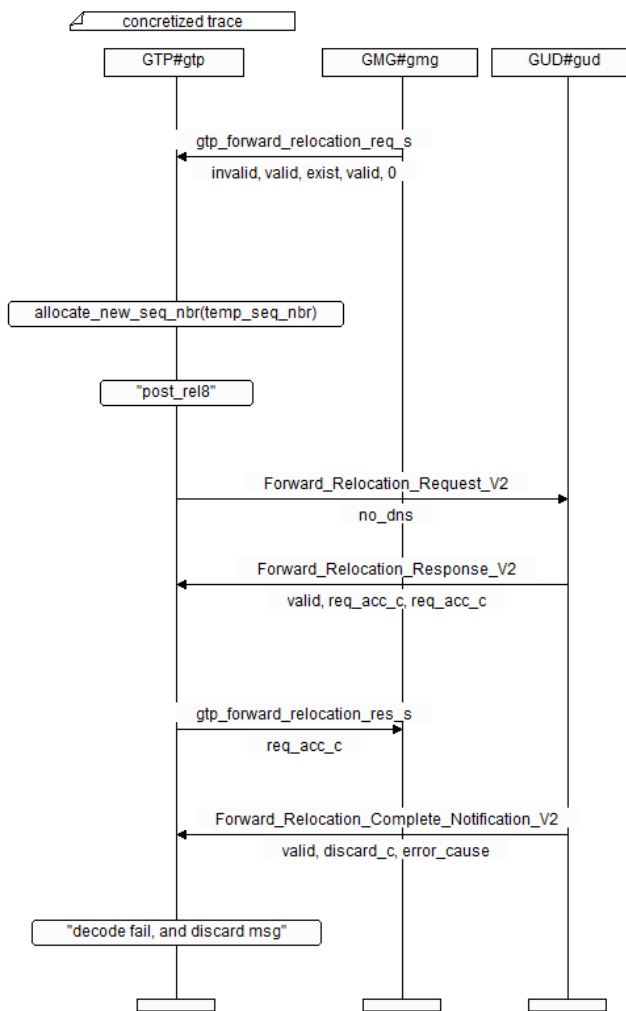 concretized trace
GTP#gtp
GMG#gmg
GUD#gud
gtp_forward_relocation_req_s
invalid, valid, exist, valid, 0
allocate_new_seq_nbr(temp_seq_nbr)
"post_rel8"
Forward_Relocation_Request_V2
no_dns
Forward_Relocation_Response_V2
valid, req_acc_c, req_acc_c
gtp_forward_relocation_res_s
req_acc_c
Forward_Relocation_Complete_Notification_V2
valid, discard_c, error_cause
"decode fail, and discard msg"